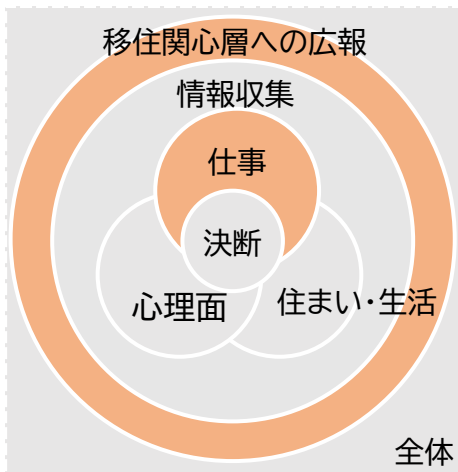 移住関心層への広報
情報収集
仕事
決断
心理面
住まい・生活
全体